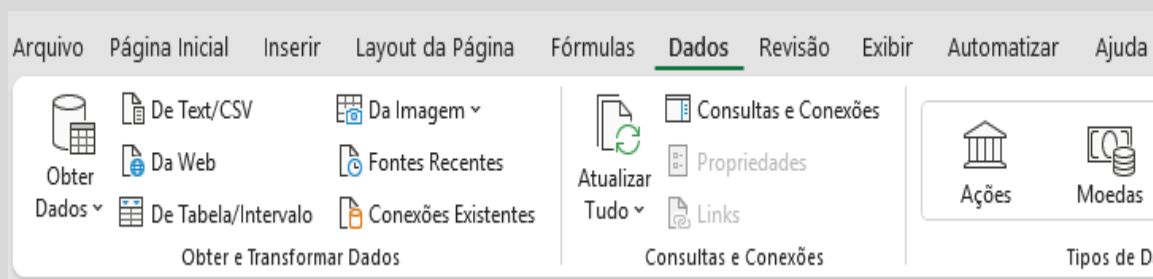 Arquivo Página Inicial Inserir Layout da Página Fórmulas Dados Revisão Exibir Automatizar Ajuda
De Text/CSV Da Imagem Consultas e Conexões
Da Web Fontes Recentes Propriedades
Obter Dados Atualizar Tudo Ações Moedas
De Tabela/Intervalo Conexões Existentes Links
Obter e Transformar Dados Consultas e Conexões Tipos de D